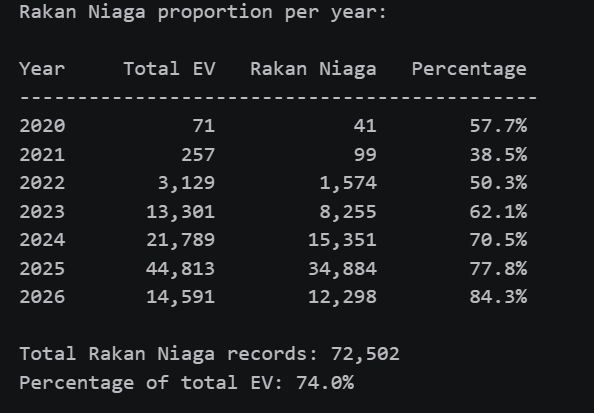 Rakan Niaga proportion per year:
Year Total EV Rakan Niaga Percentage
---------------------------------------------
2020 71 41 57.7%
2021 257 99 38.5%
2022 3,129 1,574 50.3%
2023 13,301 8,255 62.1%
2024 21,789 15,351 70.5%
2025 44,813 34,884 77.8%
2026 14,591 12,298 84.3%
Total Rakan Niaga records: 72,502
Percentage of total EV: 74.0%